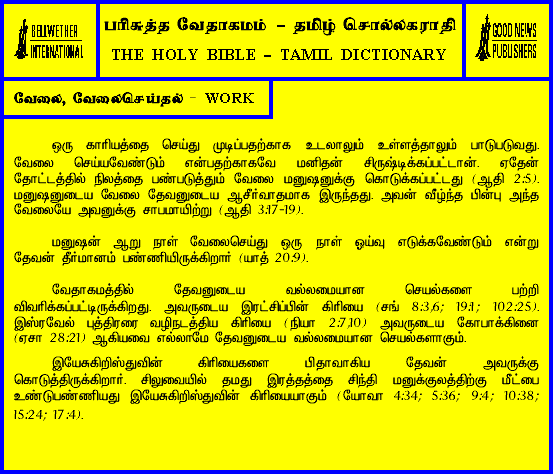 BELLWETHER
INTERNATIONAL
பரிசுத்த வேதாகமம் - தமிழ் சொல்லகராதி
THE HOLY BIBLE - TAMIL DICTIONARY
GOOD NEWS
PUBLISHERS
வேலை, வேலைசெய்தல் - WORK
ஒரு காரியத்தை செய்து முடிப்பதற்காக உடலாலும் உள்ளத்தாலும் பாடுபடுவது.
வேலை செய்யவேண்டும் என்பதற்காகவே மனிதன் சிருஷ்டிக்கப்பட்டான். ஏதேன்
தோட்டத்தில் நிலத்தை பண்படுத்தும் வேலை மனுஷனுக்கு கொடுக்கப்பட்டது (ஆதி 2:5).
மனுஷனுடைய வேலை தேவனுடைய ஆசீர்வாதமாக இருந்தது. அவன் வீழ்ந்த பின்பு அந்த
வேலையே அவனுக்கு சாபமாயிற்று (ஆதி 3:17-19).
மனுஷன் ஆறு நாள் வேலைசெய்து ஒரு நாள் ஓய்வு எடுக்கவேண்டும் என்று
தேவன் தீர்மானம் பண்ணியிருக்கிறார் (யாத் 20:9).
வேதாகமத்தில் தேவனுடைய வல்லமையான செயல்களை பற்றி
விவரிக்கப்பட்டிருக்கிறது. அவருடைய இரட்சிப்பின் கிரியை (சங் 8:3,6; 19:1; 102:25).
இஸ்ரவேல் புத்திரரை வழிநடத்திய கிரியை (நியா 2:7,10) அவருடைய கோபாக்கினை
(ஏசா 28:21) ஆகியவை எல்லாமே தேவனுடைய வல்லமையான செயல்களாகும்.
இயேசுகிறிஸ்துவின் கிரியைகளை பிதாவாகிய தேவன் அவருக்கு
கொடுத்திருக்கிறார். சிலுவையில் தமது இரத்தத்தை சிந்தி மனுக்குலத்திற்கு மீட்பை
உண்டுபண்ணியது இயேசுகிறிஸ்துவின் கிரியையாகும் (யோவா 4:34; 5:36; 9:4; 10:38;
15:24; 17:4).